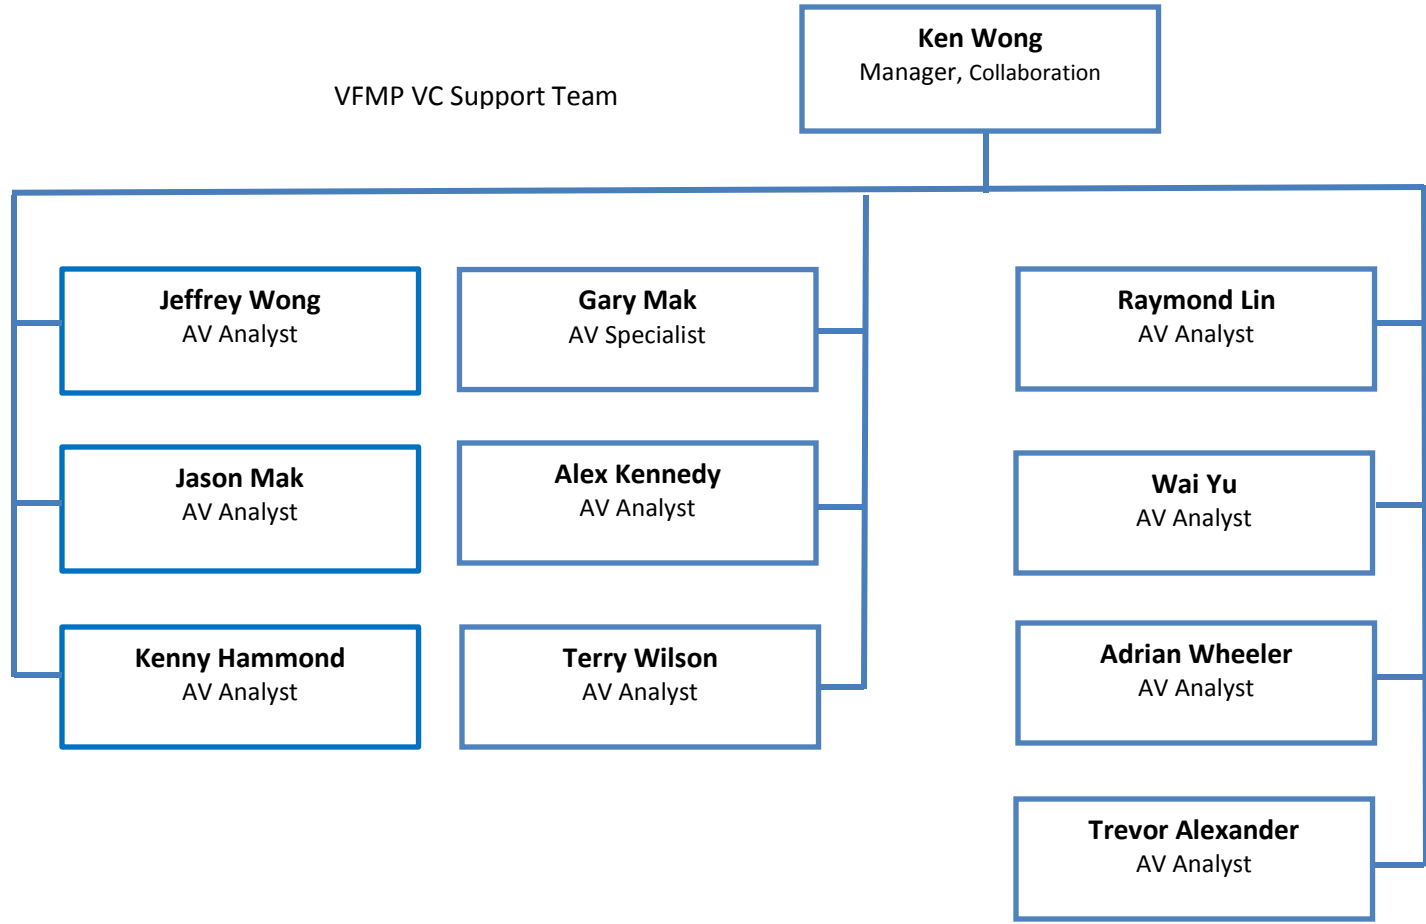 Ken Wong
Manager, Collaboration
VFMP VC Support Team
Jeffrey Wong
AV Analyst
Gary Mak
AV Specialist
Raymond Lin
AV Analyst
Jason Mak
AV Analyst
Alex Kennedy
AV Analyst
Wai Yu
AV Analyst
Kenny Hammond
AV Analyst
Terry Wilson
AV Analyst
Adrian Wheeler
AV Analyst
Trevor Alexander
AV Analyst